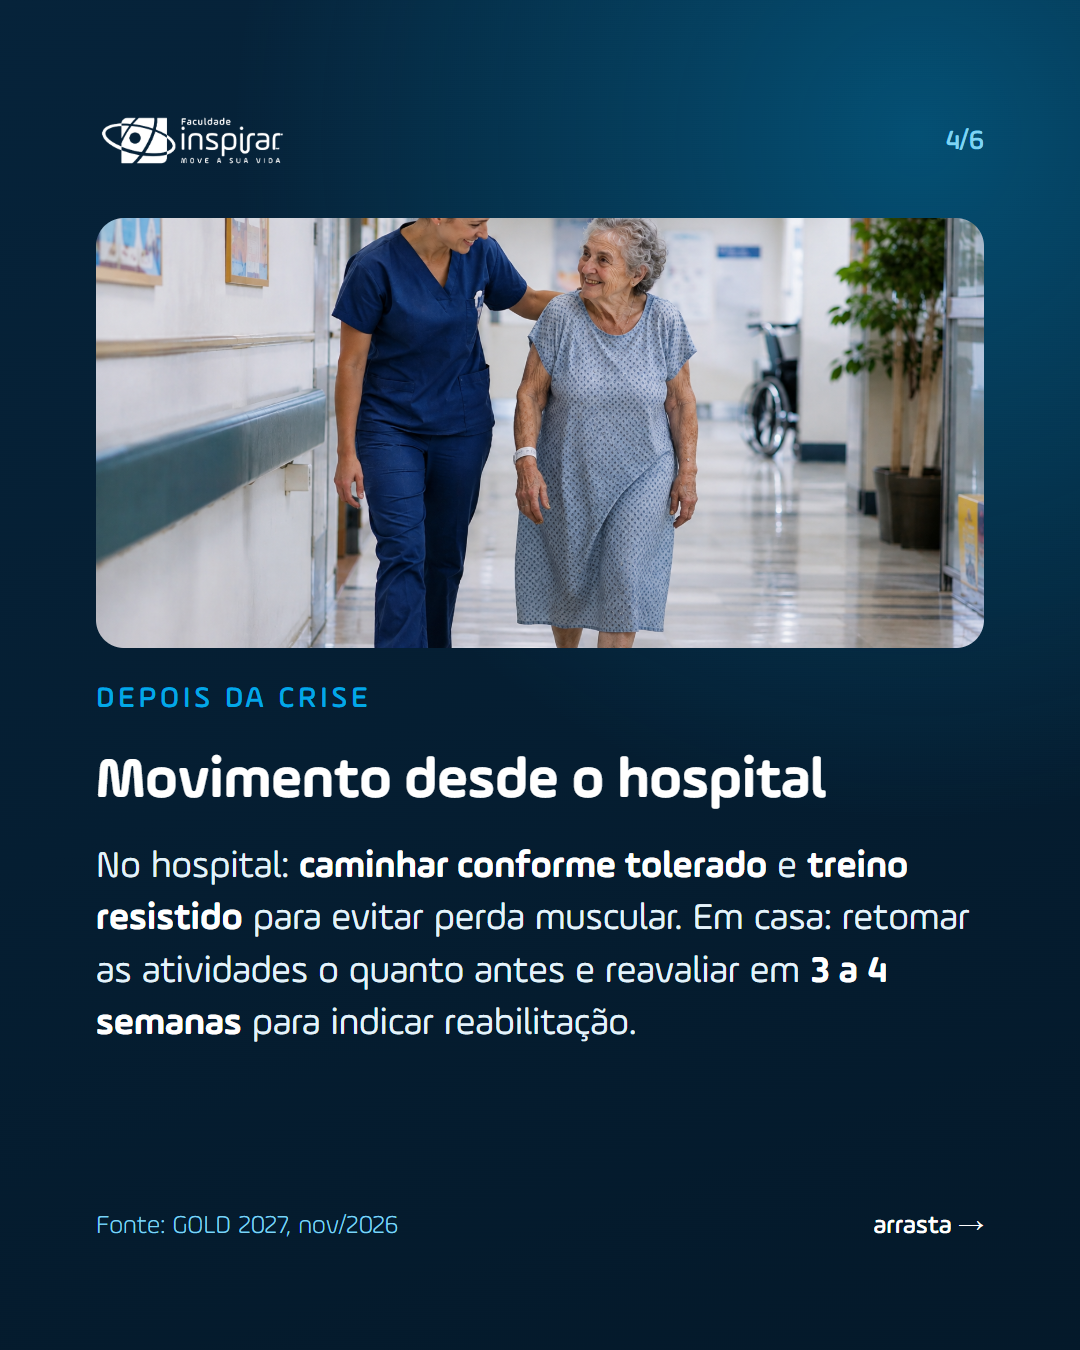 Faculdade
inspirar
MOVE A SUA VIDA
4/6
DEPOIS DA CRISE
Movimento desde o hospital
No hospital: caminhar conforme tolerado e treino
resistido para evitar perda muscular. Em casa: retomar
as atividades o quanto antes e reavaliar em 3 a 4
semanas para indicar reabilitação.
Fonte: GOLD 2027, nov/2026
arrasta →